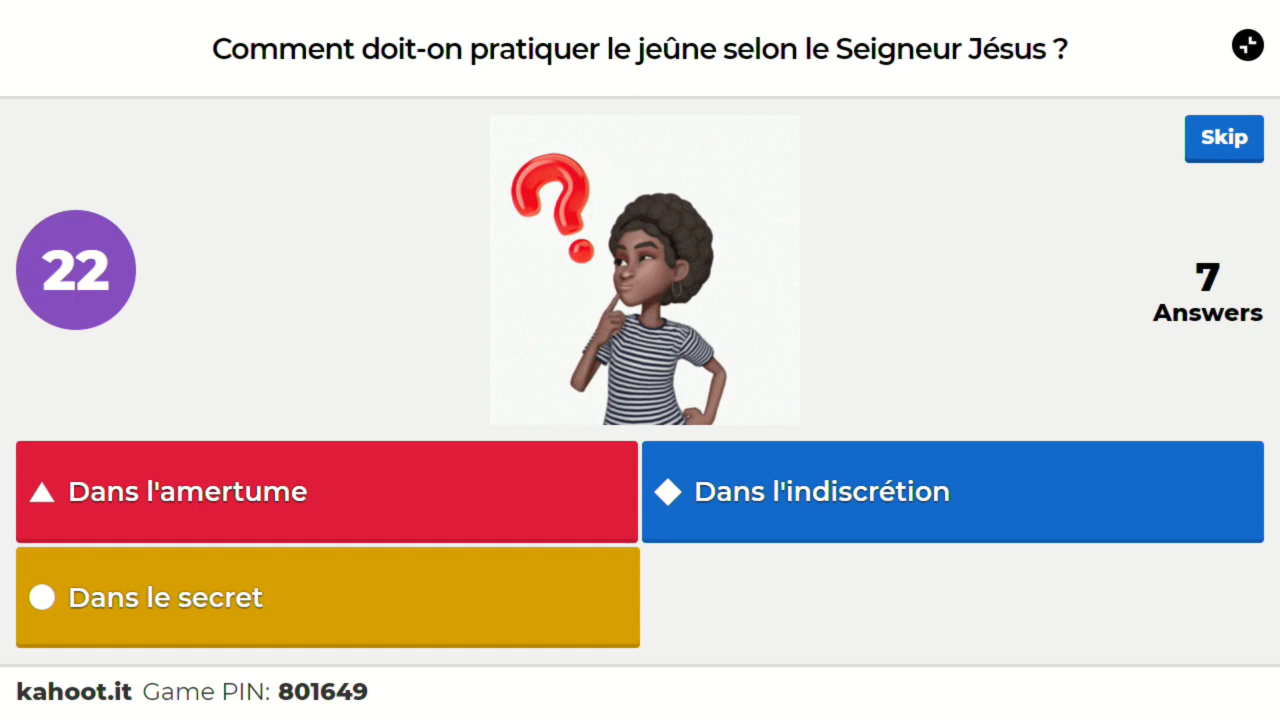 Comment doit-on pratiquer le jeûne selon le Seigneur Jésus ?
Skip
22
7
Answers
Dans l'amertume
Dans l'indiscrétion
Dans le secret
kahoot.it Game PIN: 801649